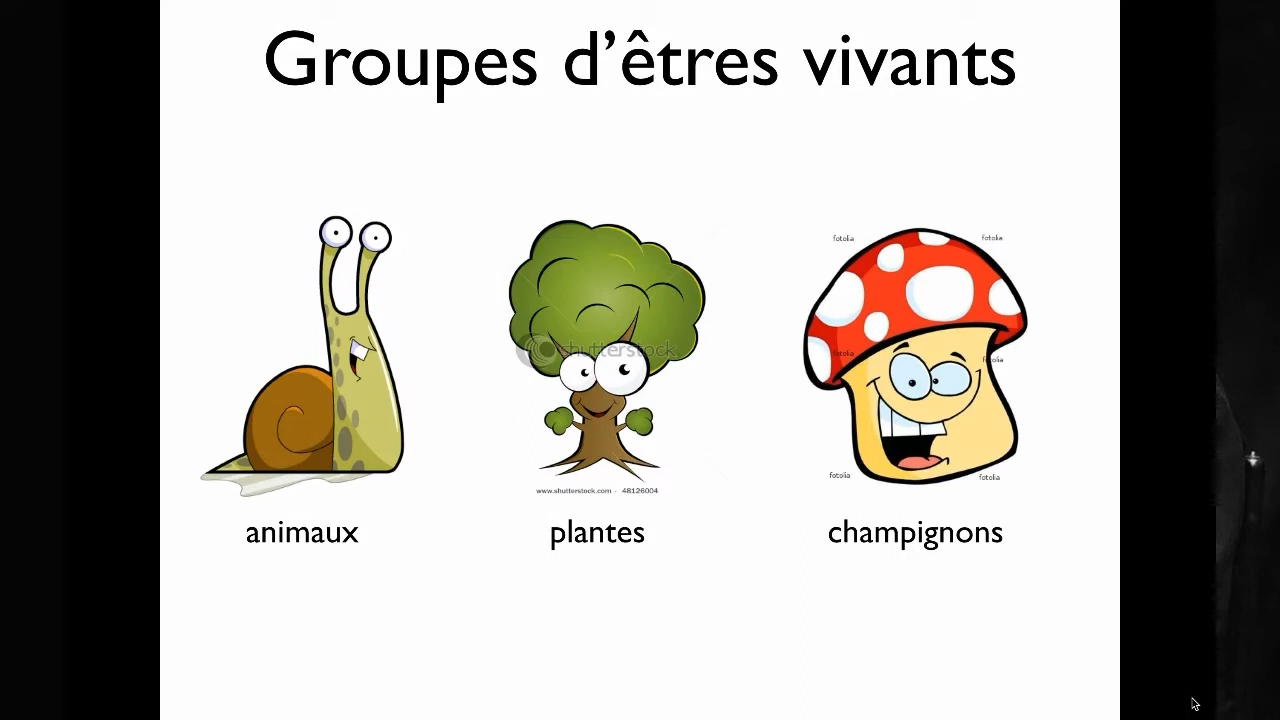 Groupes d’êtres vivants
fotolia fotolia
shutterstock
fotolia fotolia
fotolia fotolia
www.shutterstock.com · 48126004
animaux plantes champignons